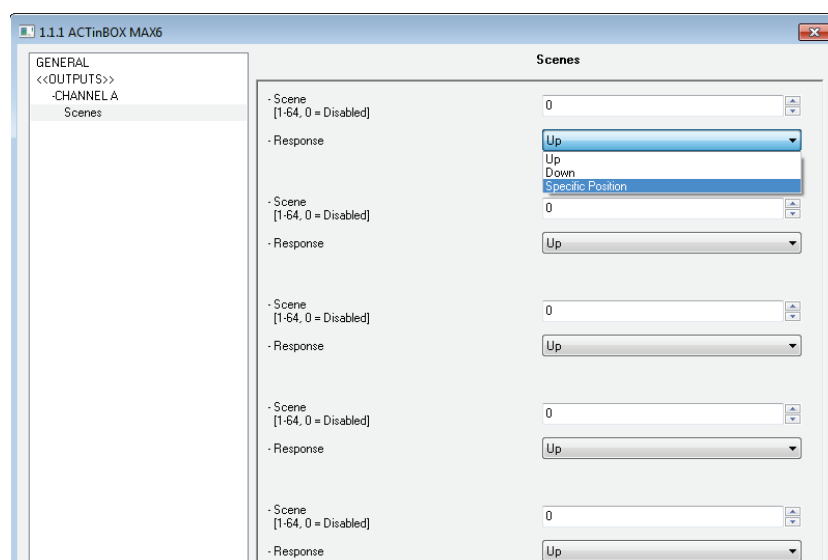 1.1.1 ACTinBOX MAX6
GENERAL
<<OUTPUTS>>
-CHANNEL A
Scenes
Scenes
- Scene
[1-64, 0 = Disabled]
0
- Response
Up
Up
Down
Specific Position
- Scene
[1-64, 0 = Disabled]
0
- Response
Up
- Scene
[1-64, 0 = Disabled]
0
- Response
Up
- Scene
[1-64, 0 = Disabled]
0
- Response
Up
- Scene
[1-64, 0 = Disabled]
0
- Response
Up